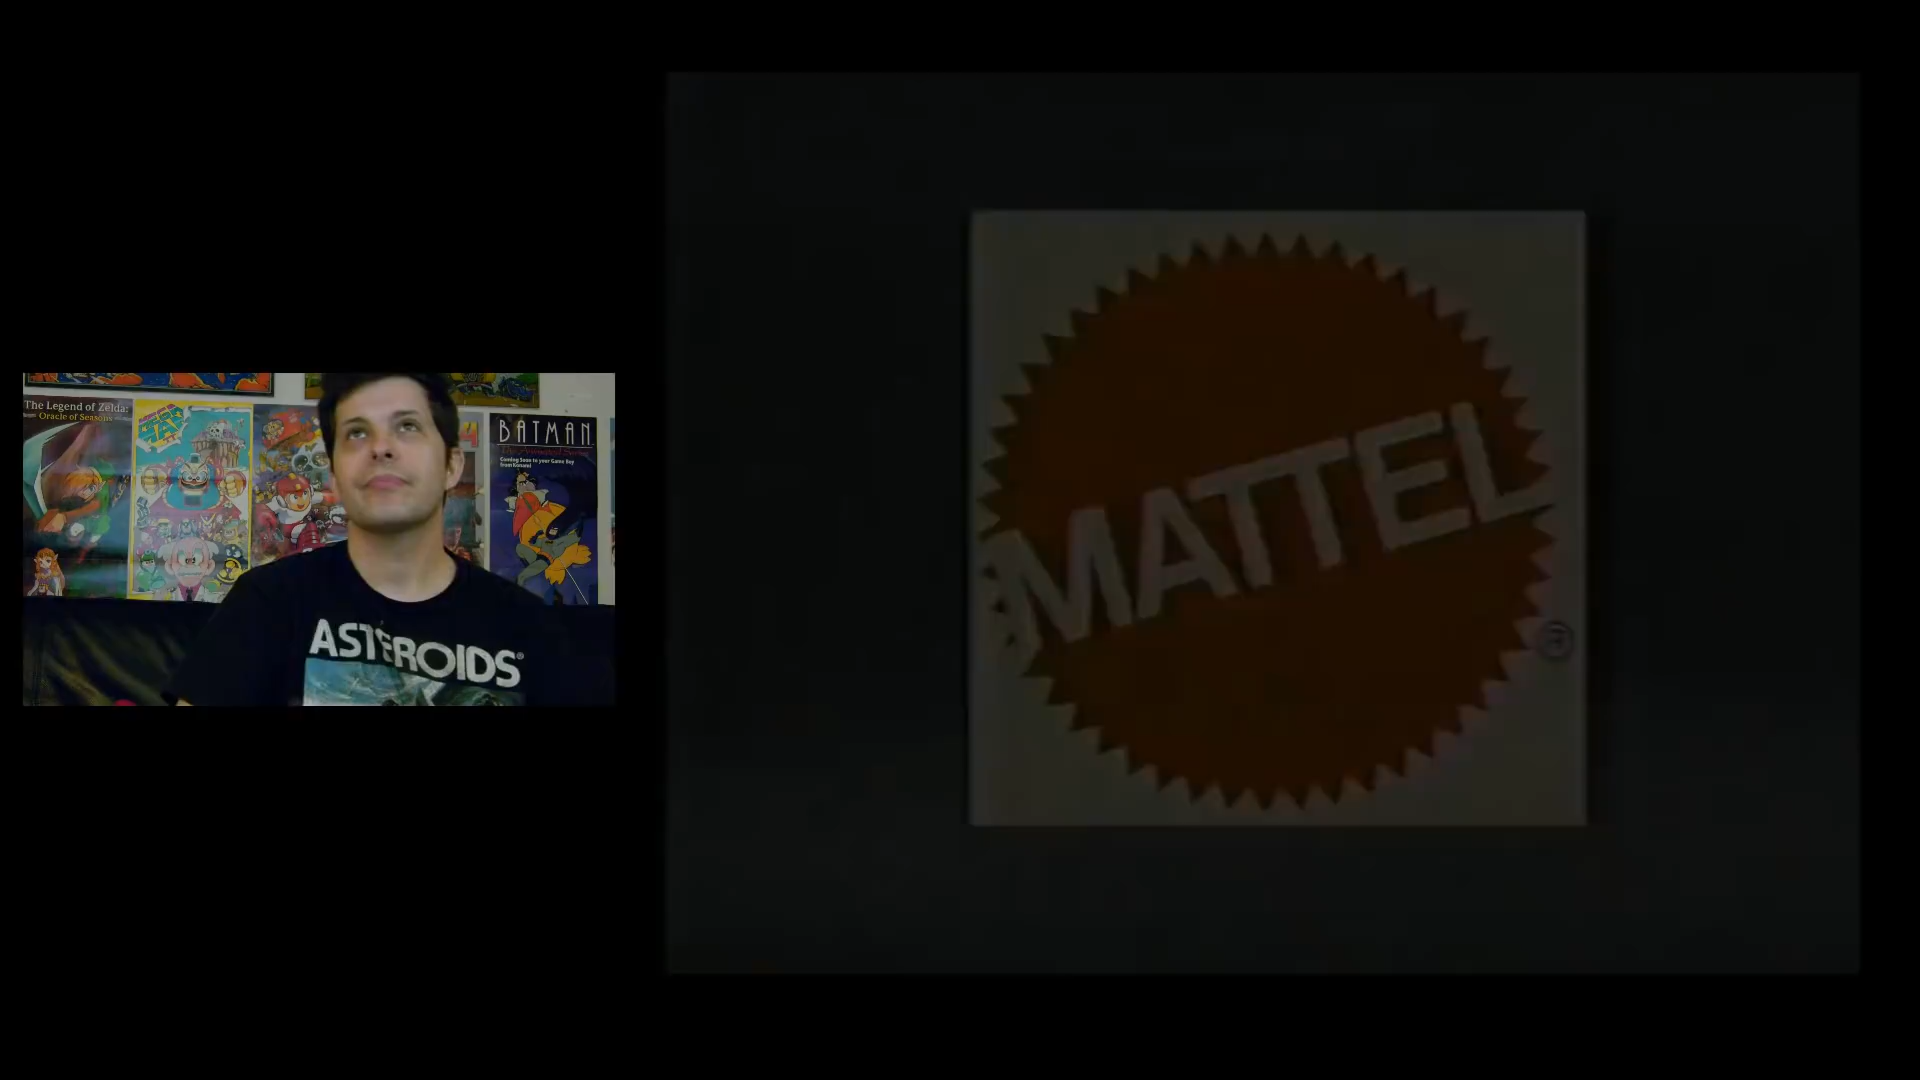 The Legend of Zelda:
Oracle of Seasons
BATMAN
The Animated Series
Coming Soon to your Game Boy
from Konami
ASTEROIDS®
MATTEL
®